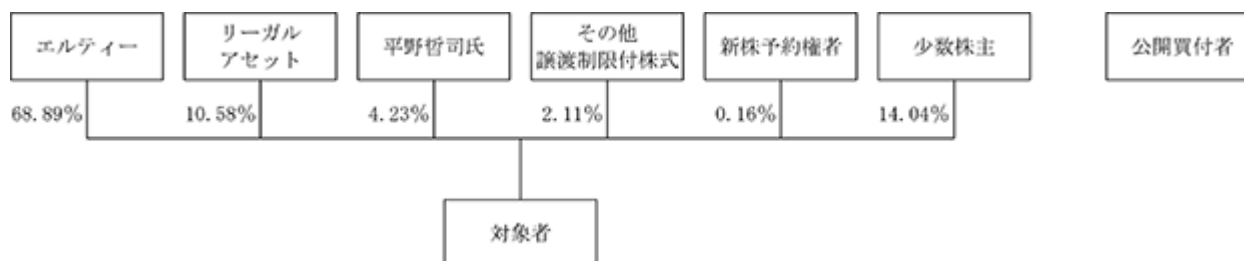 エルティー
リーガル
アセット
平野哲司氏
その他
譲渡制限付株式
新株予約権者
少数株主
公開買付者
68.89%
10.58%
4.23%
2.11%
0.16%
14.04%
対象者